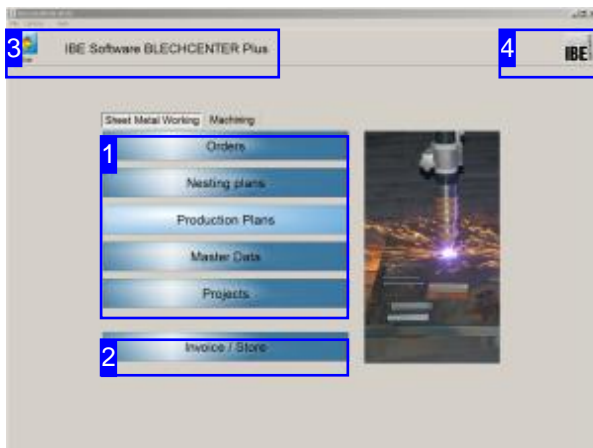 3
IBE Software BLECHCENTER Plus
4
IBE
Sheet Metal Working Machining
1
Orders
Nesting plans
Production Plans
Master Data
Projects
2
Invoice / Store